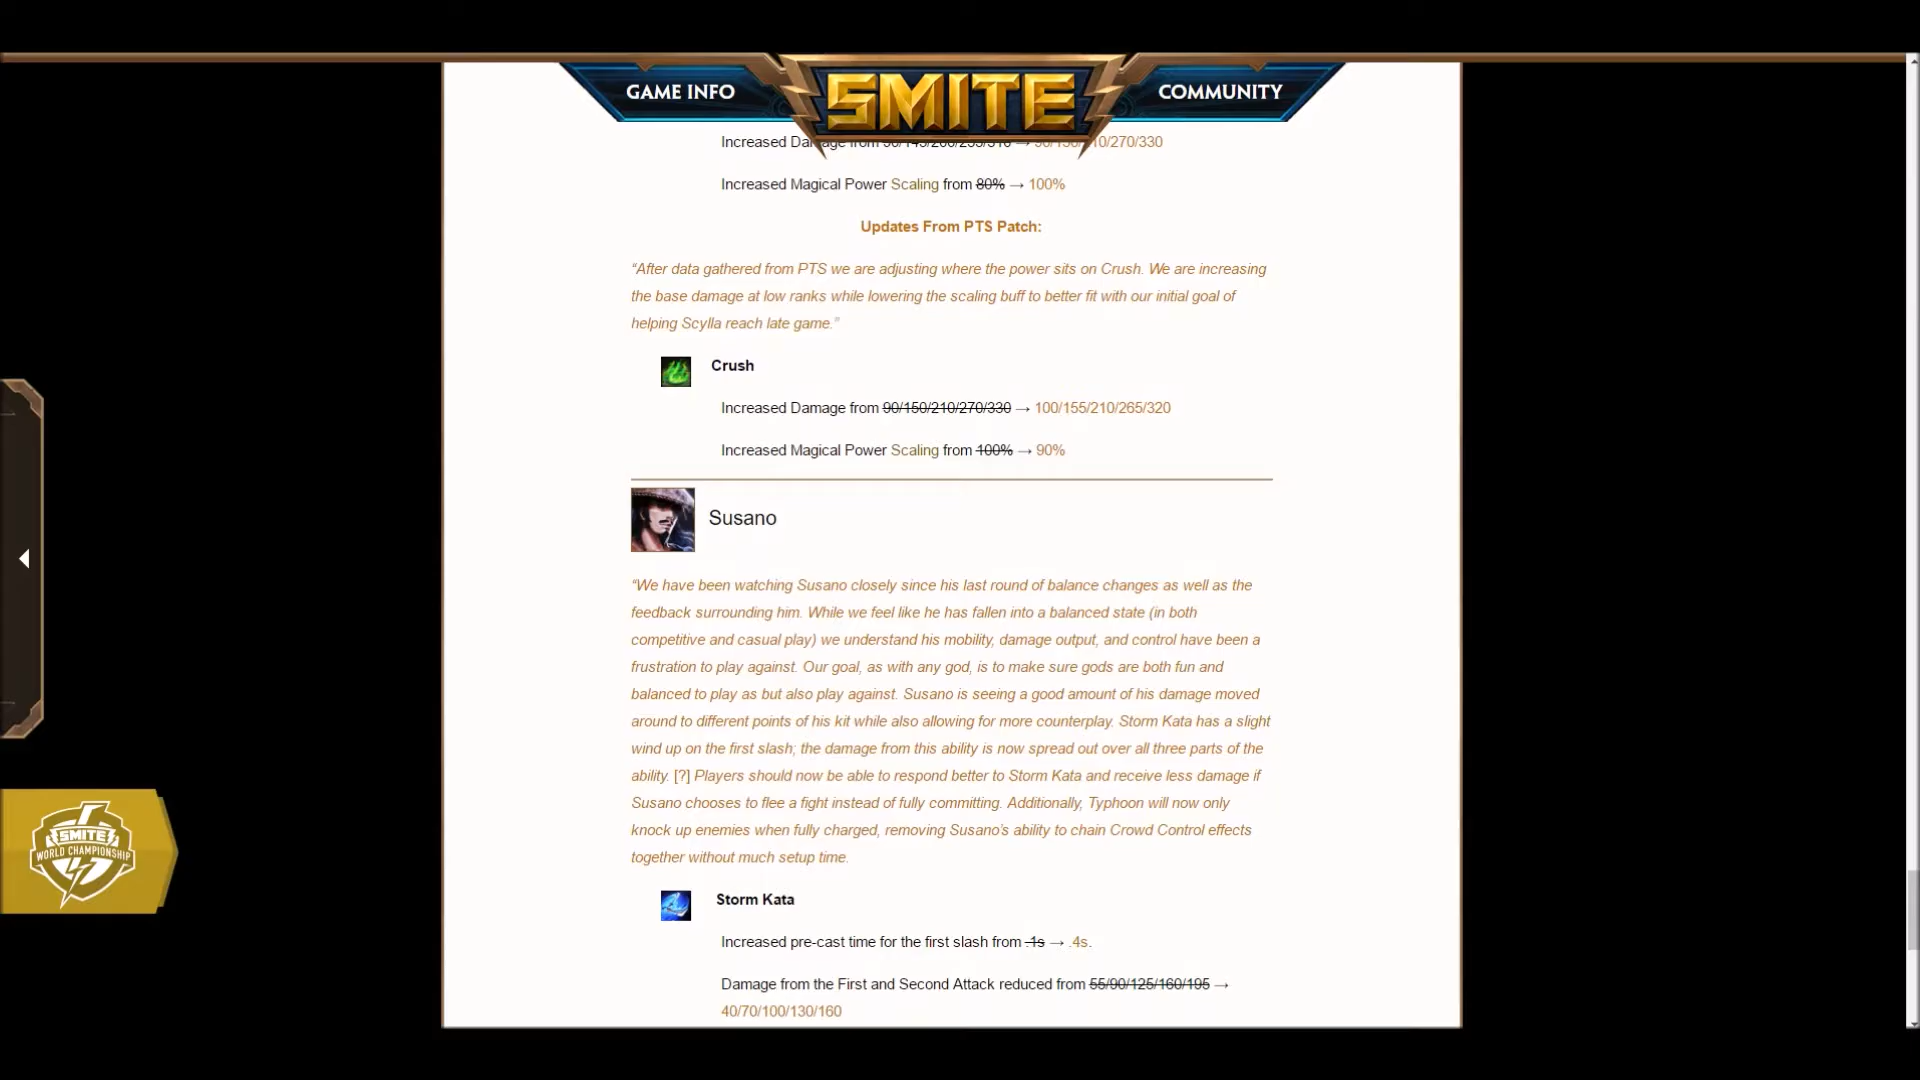 GAME INFO
SMITE
COMMUNITY
Increased Damage from 90/145/200/255/310 → 90/150/210/270/330
Increased Magical Power Scaling from 80% → 100%
Updates From PTS Patch:
“After data gathered from PTS we are adjusting where the power sits on Crush. We are increasing
the base damage at low ranks while lowering the scaling buff to better fit with our initial goal of
helping Scylla reach late game.”
Crush
Increased Damage from 90/150/210/270/330 → 100/155/210/265/320
Increased Magical Power Scaling from 100% → 90%
Susano
“We have been watching Susano closely since his last round of balance changes as well as the
feedback surrounding him. While we feel like he has fallen into a balanced state (in both
competitive and casual play) we understand his mobility, damage output, and control have been a
frustration to play against. Our goal, as with any god, is to make sure gods are both fun and
balanced to play as but also play against. Susano is seeing a good amount of his damage moved
around to different points of his kit while also allowing for more counterplay. Storm Kata has a slight
wind up on the first slash; the damage from this ability is now spread out over all three parts of the
ability. [?] Players should now be able to respond better to Storm Kata and receive less damage if
Susano chooses to flee a fight instead of fully committing. Additionally, Typhoon will now only
knock up enemies when fully charged, removing Susano’s ability to chain Crowd Control effects
together without much setup time.
SMITE
WORLD CHAMPIONSHIP
Storm Kata
Increased pre-cast time for the first slash from .1s → .4s.
Damage from the First and Second Attack reduced from 55/90/125/160/195 →
40/70/100/130/160